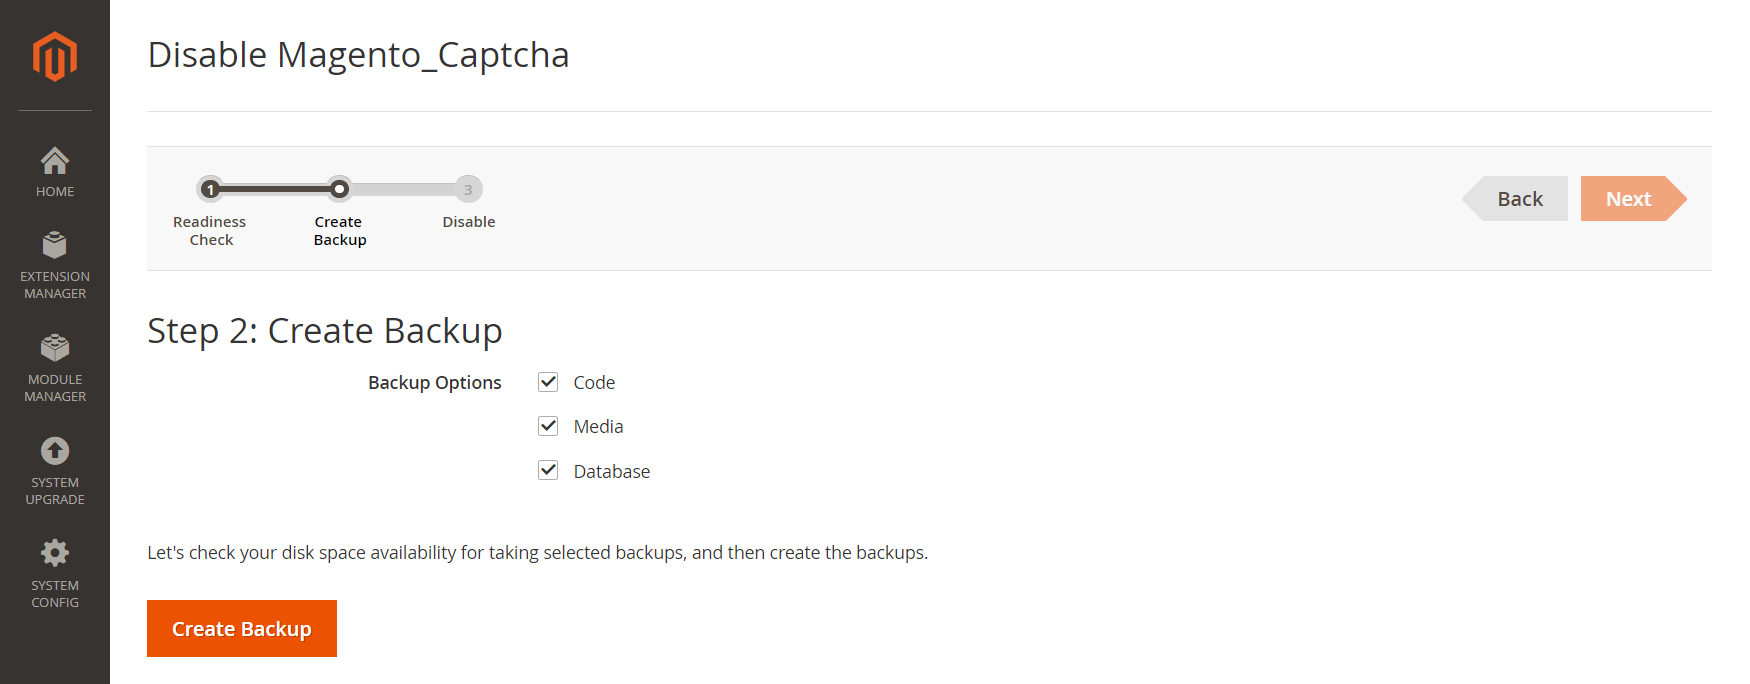 Disable Magento_Captcha
HOME
EXTENSION
MANAGER
MODULE
MANAGER
SYSTEM
UPGRADE
SYSTEM
CONFIG
1
3
Readiness
Check
Create
Backup
Disable
Back
Next
Step 2: Create Backup
Backup Options
Code
Media
Database
Let's check your disk space availability for taking selected backups, and then create the backups.
Create Backup